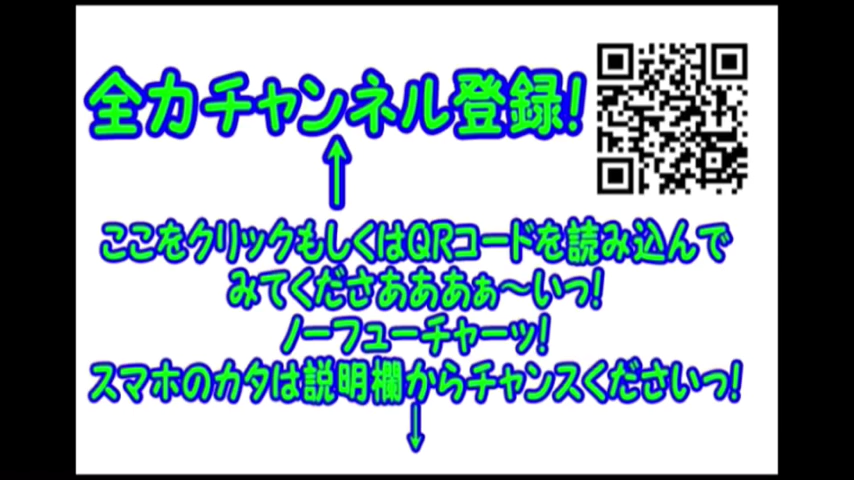 全力チャンネル登録!
↑
ここをクリックもしくはQRコードを読み込んで
みてくださあああぁ～いっ!
ノーフューチャーッ!
スマホのカタは説明欄からチャンスくださいっ!
↓